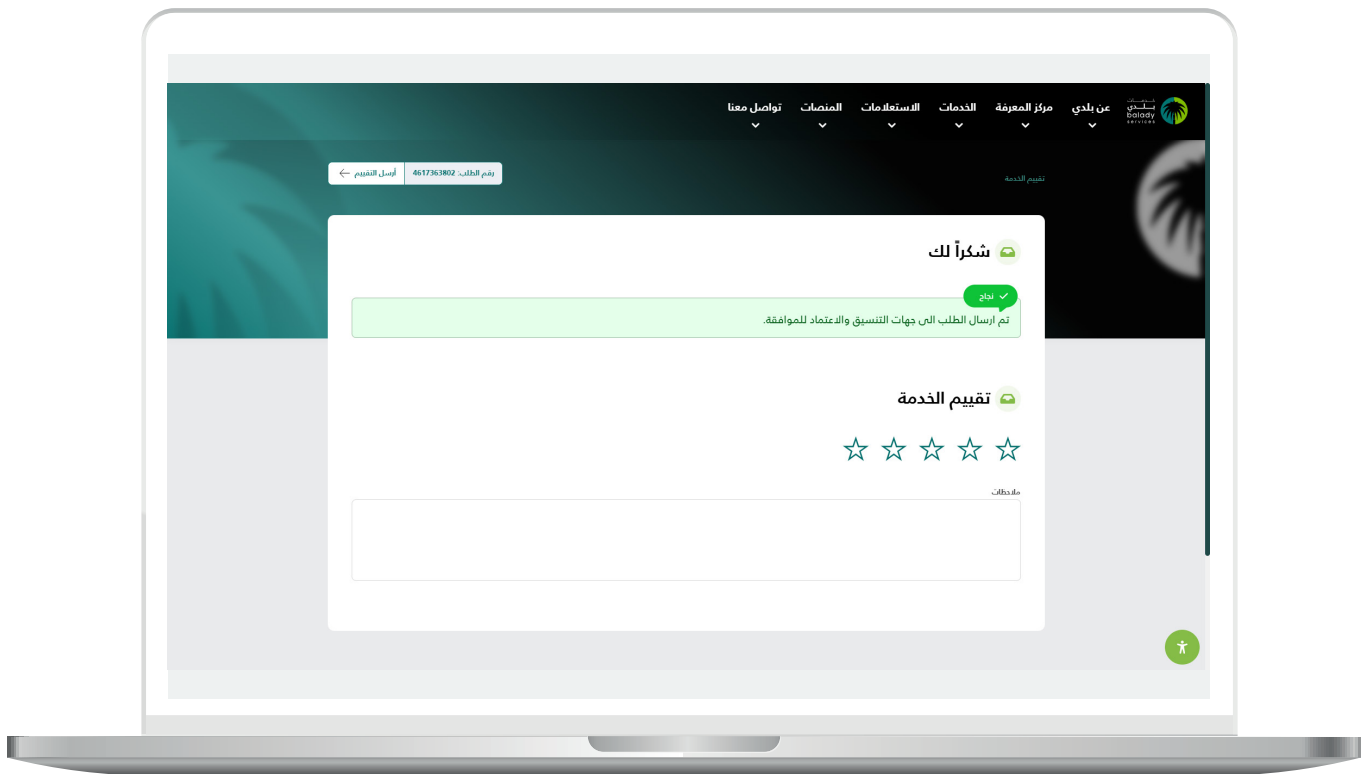 خدمات
بلدي
balady
services
عن بلدي
مركز المعرفة
الخدمات
الاستعلامات
المنصات
تواصل معنا
تقييم الخدمة
رقم الطلب: 4617363802
أرسل التقييم
شكراً لك
نجاح
تم ارسال الطلب الى جهات التنسيق والاعتماد للموافقة.
تقييم الخدمة
ملاحظات